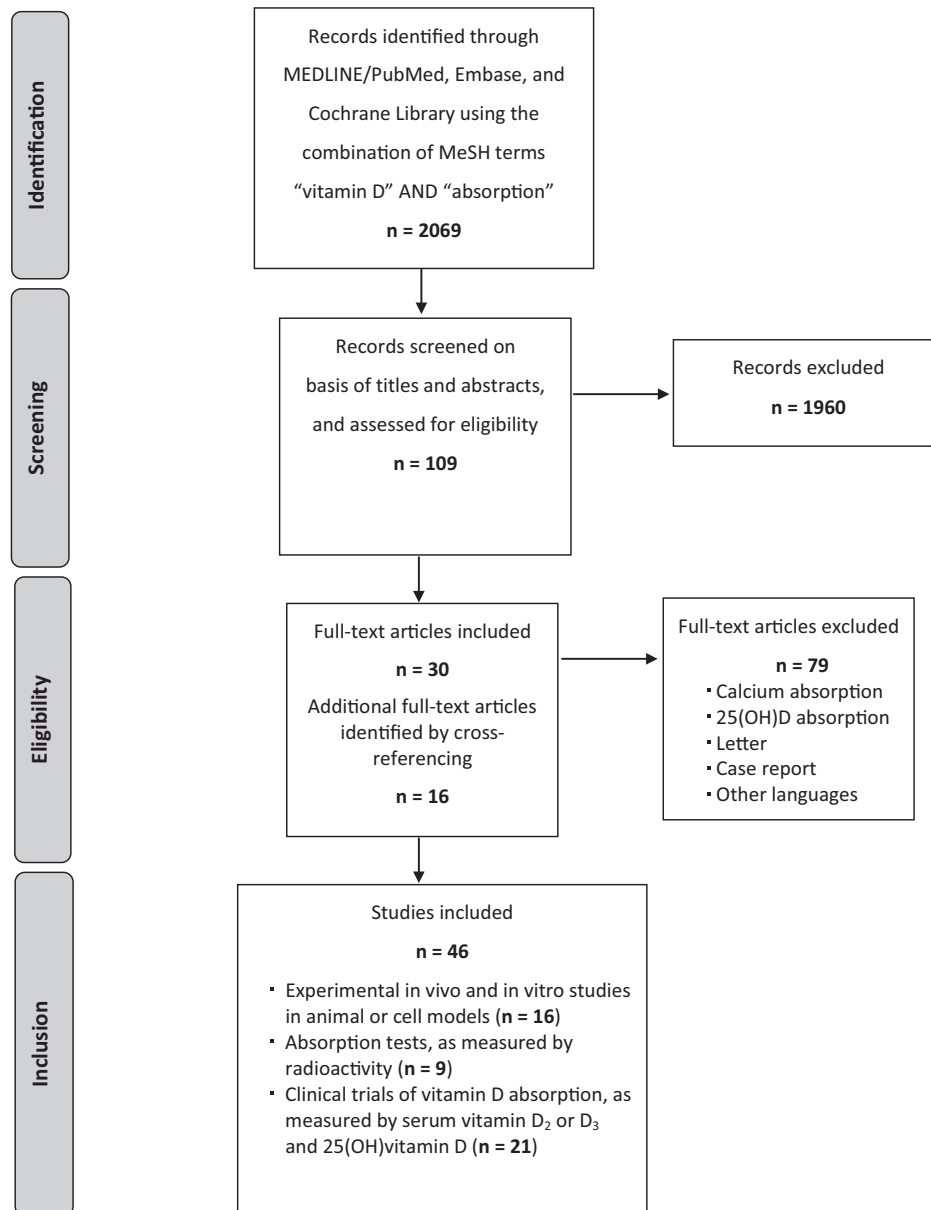 Identification
Records identified through
MEDLINE/PubMed, Embase, and
Cochrane Library using the
combination of MeSH terms
“vitamin D” AND “absorption”
n = 2069
Screening
Records screened on
basis of titles and abstracts,
and assessed for eligibility
n = 109
Records excluded
n = 1960
Eligibility
Full-text articles included
n = 30
Additional full-text articles
identified by cross-
referencing
n = 16
Full-text articles excluded
n = 79
▪ Calcium absorption
▪ 25(OH)D absorption
▪ Letter
▪ Case report
▪ Other languages
Inclusion
Studies included
n = 46
▪ Experimental in vivo and in vitro studies
in animal or cell models (n = 16)
▪ Absorption tests, as measured by
radioactivity (n = 9)
▪ Clinical trials of vitamin D absorption, as
measured by serum vitamin D₂ or D₃
and 25(OH)vitamin D (n = 21)